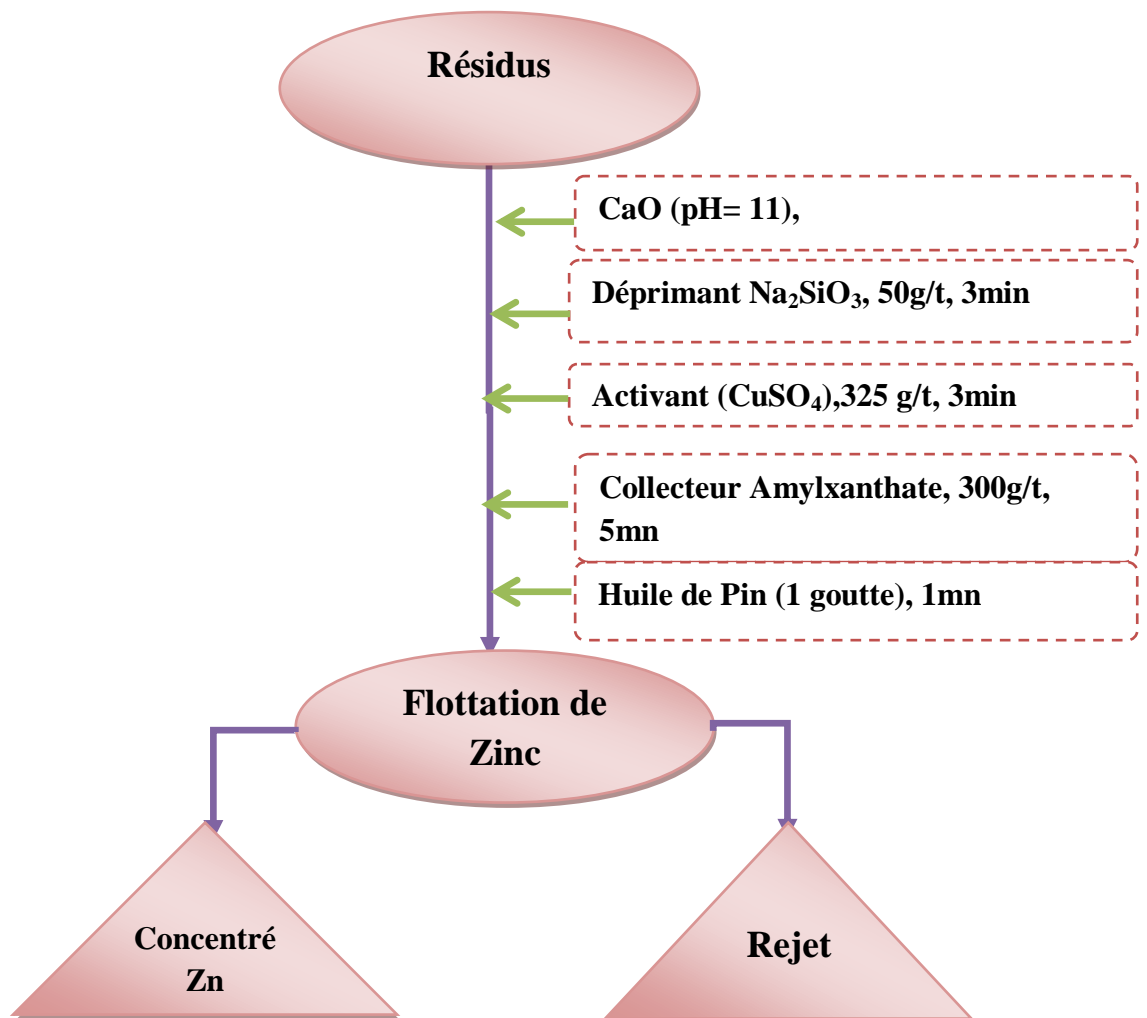 Résidus
CaO (pH= 11),
Déprimant Na₂SiO₃, 50g/t, 3min
Activant (CuSO₄),325 g/t, 3min
Collecteur Amylxanthate, 300g/t,
5mn
Huile de Pin (1 goutte), 1mn
Flottation de
Zinc
Concentré
Zn
Rejet